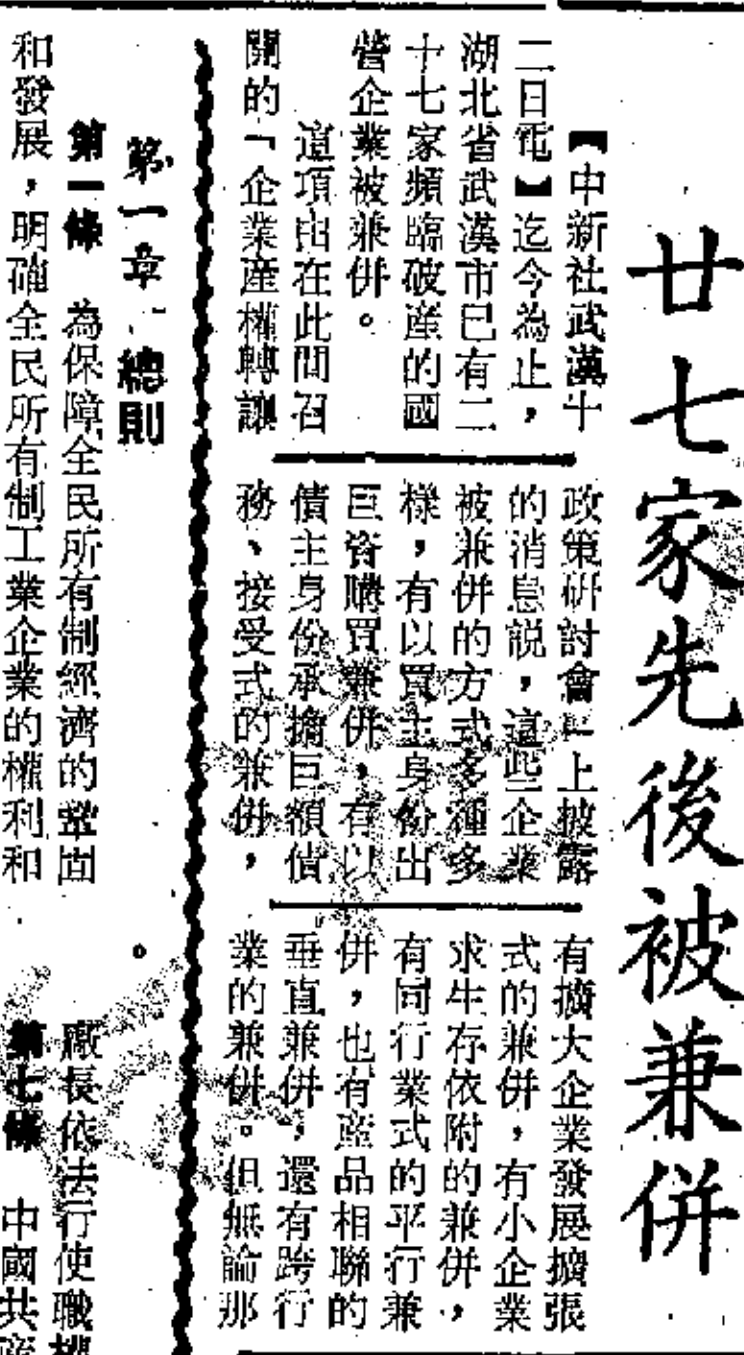 廿七家先後被兼併
【中新社武漢十
二日電】迄今為止，
湖北省武漢市已有二
十七家頻臨破產的國
營企業被兼併。
這項由在此間召
開的「企業產權轉讓
政策研討會」上披露
的消息説，這些企業
被兼併的方式多種多
樣，有以買主身份出
巨資購買兼併，有以
債主身份承擔巨額債
務、接受式的兼併，
有擴大企業發展擴張
式的兼併，有小企業
求生存依附的兼併，
有同行業式的平行兼
併，也有產品相聯的
垂直兼併，還有跨行
業的兼併。但無論那
第一章 總則
第一條 為保障全民所有制經濟的鞏固
和發展，明確全民所有制工業企業的權利和
。
廠長依法行使職權
第七條 中國共產